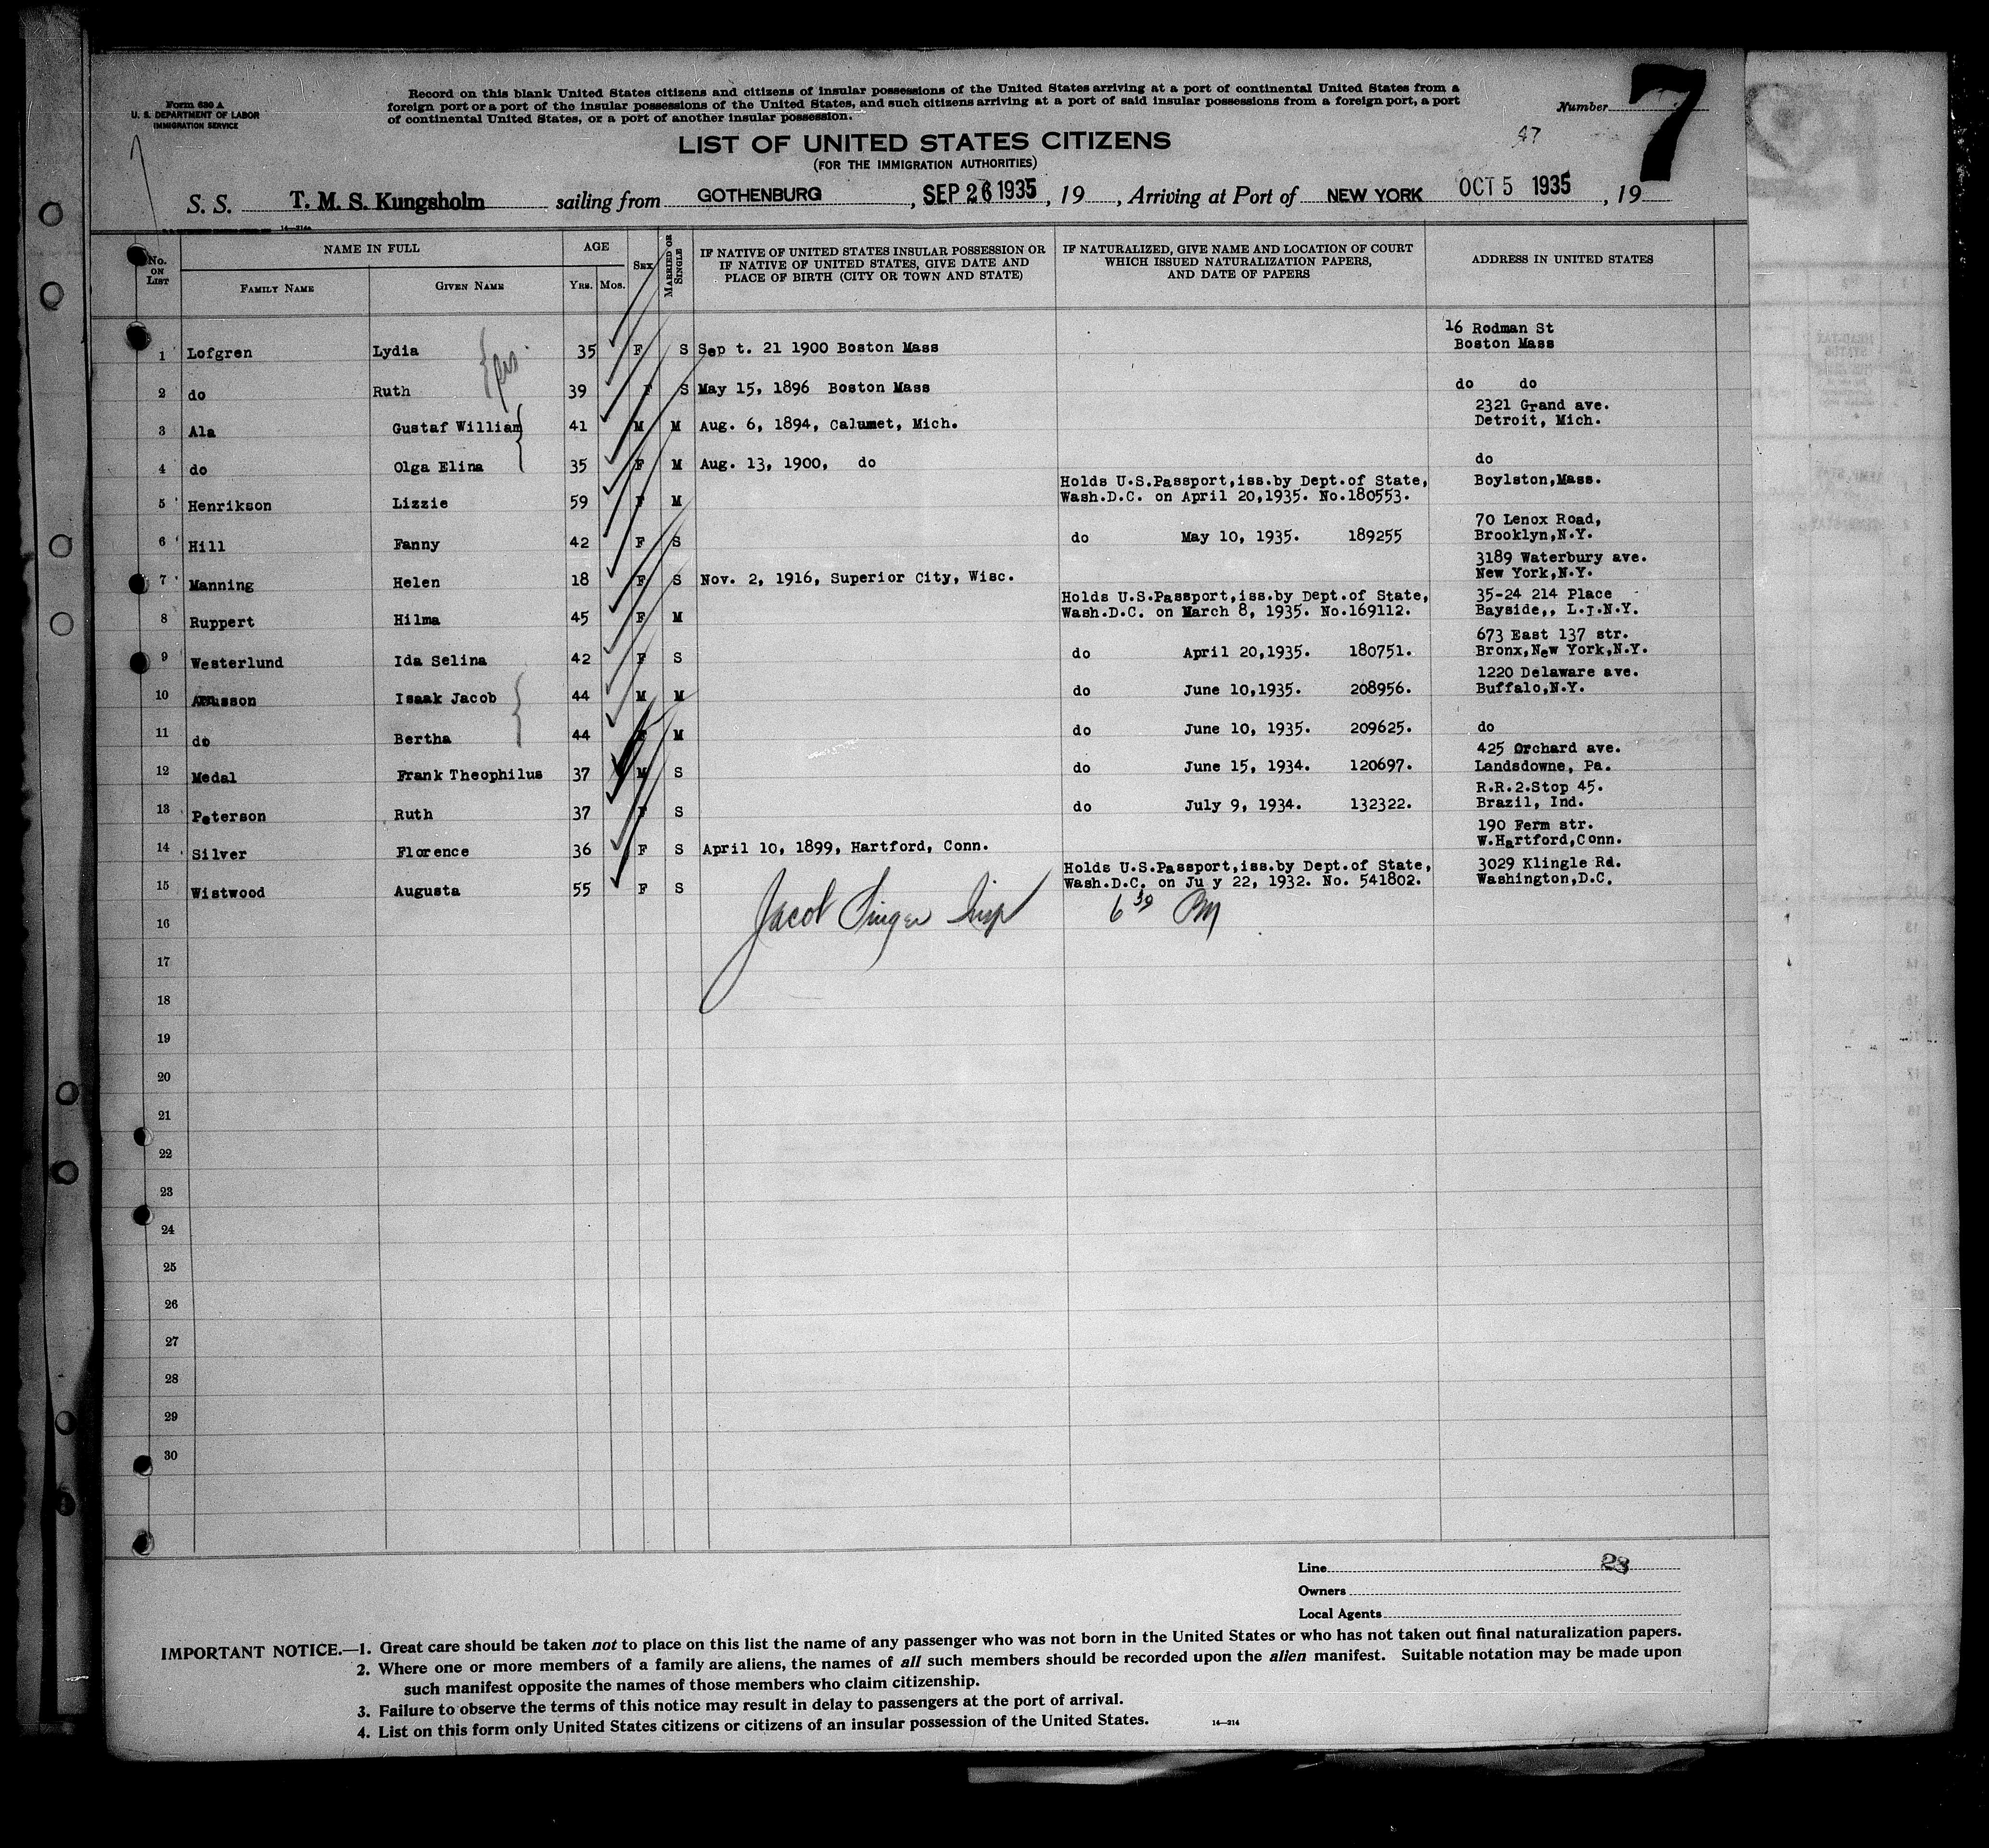 Form 630 A
U. S. DEPARTMENT OF LABOR
IMMIGRATION SERVICE
Record on this blank United States citizens and citizens of insular possessions of the United States arriving at a port of continental United States from a
foreign port or a port of the insular possessions of the United States, and such citizens arriving at a port of said insular possessions from a foreign port, a port
of continental United States, or a port of another insular possession.
Number 7
47
LIST OF UNITED STATES CITIZENS
(FOR THE IMMIGRATION AUTHORITIES)
S. S. T. M. S. Kungsholm sailing from GOTHENBURG, SEP 26 1935, 19 , Arriving at Port of NEW YORK OCT 5 1935, 19
14—214a
No. ON LIST
NAME IN FULL
FAMILY NAME
GIVEN NAME
AGE
YRS. MOS.
SEX
MARRIED OR SINGLE
IF NATIVE OF UNITED STATES INSULAR POSSESSION OR
IF NATIVE OF UNITED STATES, GIVE DATE AND
PLACE OF BIRTH (CITY OR TOWN AND STATE)
IF NATURALIZED, GIVE NAME AND LOCATION OF COURT
WHICH ISSUED NATURALIZATION PAPERS,
AND DATE OF PAPERS
ADDRESS IN UNITED STATES
16 Rodman St
1 Lofgren Lydia 35 F S Sep t. 21 1900 Boston Mass Boston Mass
2 do Ruth 39 F S May 15, 1896 Boston Mass do do
2321 Grand ave.
3 Ala Gustaf William 41 M M Aug. 6, 1894, Calumet, Mich. Detroit, Mich.
4 do Olga Elina 35 F M Aug. 13, 1900, do do
Holds U.S.Passport,iss.by Dept.of State, Boylston,Mass.
5 Henrikson Lizzie 59 F M Wash.D.C. on April 20,1935. No.180553.
70 Lenox Road,
6 Hill Fanny 42 F S do May 10, 1935. 189255 Brooklyn,N.Y.
3189 Waterbury ave.
7 Manning Helen 18 F S Nov. 2, 1916, Superior City, Wisc. New York,N.Y.
Holds U.S.Passport,iss.by Dept.of State, 35-24 214 Place
8 Ruppert Hilma 45 F M Wash.D.C. on March 8, 1935. No.169112. Bayside,, L.I.N.Y.
673 East 137 str.
9 Westerlund Ida Selina 42 F S do April 20,1935. 180751. Bronx,New York,N.Y.
1220 Delaware ave.
10 Isaak Jacob 44 M M do June 10,1935. 208956. Buffalo,N.Y.
11 do Bertha 44 F M do June 10, 1935. 209625. do
425 Orchard ave.
12 Medal Frank Theophilus 37 M S do June 15, 1934. 120697. Landsdowne, Pa.
R.R.2.Stop 45.
13 Peterson Ruth 37 F S do July 9, 1934. 132322. Brazil, Ind.
190 Ferm str.
14 Silver Florence 36 F S April 10, 1899, Hartford, Conn. W.Hartford,Conn.
Holds U.S.Passport,iss.by Dept.of State, 3029 Klingle Rd.
15 Wistwood Augusta 55 F S Wash.D.C. on Ju y 22, 1932. No. 541802. Washington,D.C.
Jacob Singer Insp 6 30 PM
16
17
18
19
20
21
22
23
24
25
26
27
28
29
30
Line 28
Owners
Local Agents
IMPORTANT NOTICE.—1. Great care should be taken not to place on this list the name of any passenger who was not born in the United States or who has not taken out final naturalization papers.
2. Where one or more members of a family are aliens, the names of all such members should be recorded upon the alien manifest. Suitable notation may be made upon
such manifest opposite the names of those members who claim citizenship.
3. Failure to observe the terms of this notice may result in delay to passengers at the port of arrival.
4. List on this form only United States citizens or citizens of an insular possession of the United States.
14—214